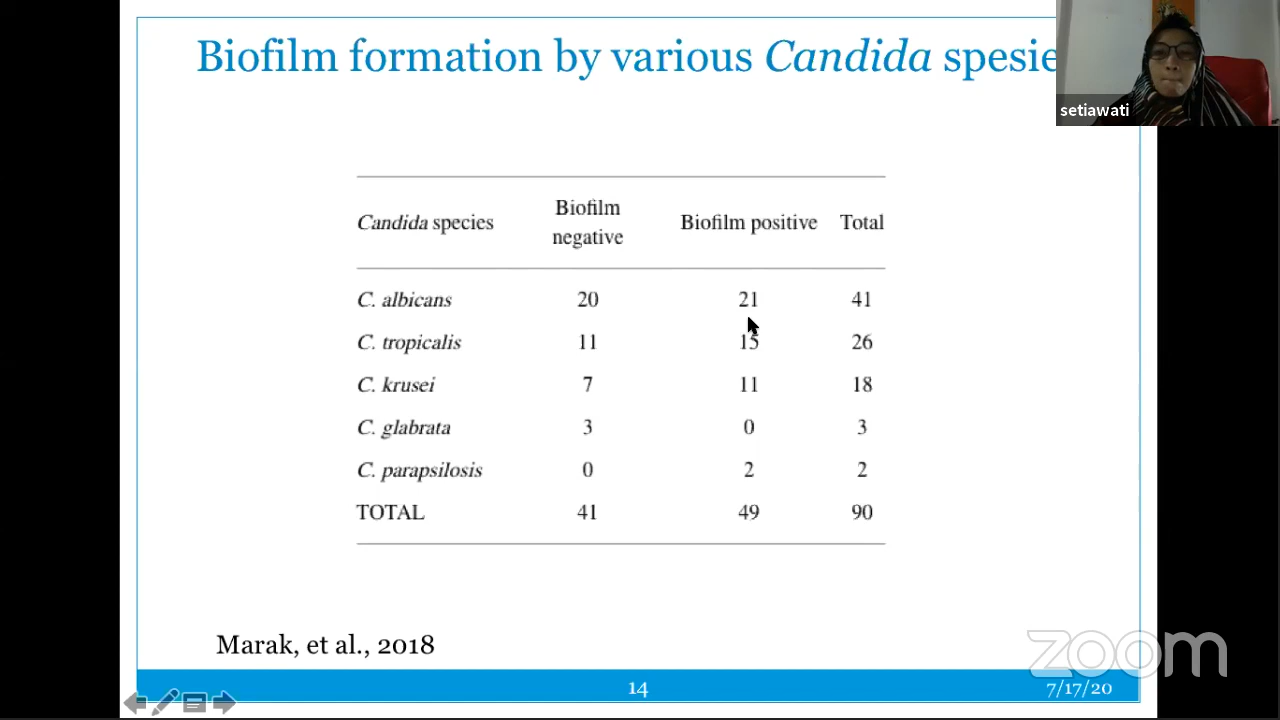 Biofilm formation by various Candida spesie
setiawati
Candida species Biofilm negative Biofilm positive Total
C. albicans 20 21 41
C. tropicalis 11 15 26
C. krusei 7 11 18
C. glabrata 3 0 3
C. parapsilosis 0 2 2
TOTAL 41 49 90
Marak, et al., 2018
zoom
14 7/17/20